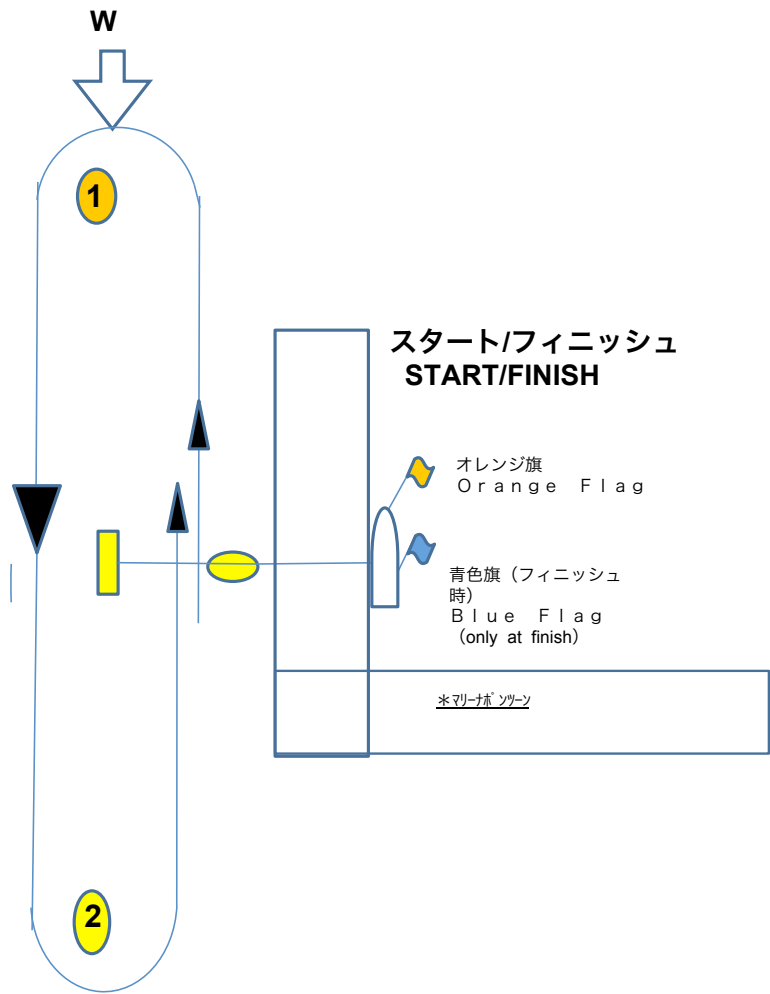 W
1
スタート/フィニッシュ
START/FINISH
オレンジ旗
Ｏｒａｎｇｅ　Ｆｌａｇ
青色旗（フィニッシュ
時）
Ｂｌｕｅ　Ｆｌａｇ
（only at finish）
＊ﾏﾘｰﾅﾎﾟﾝﾂｰﾝ
2